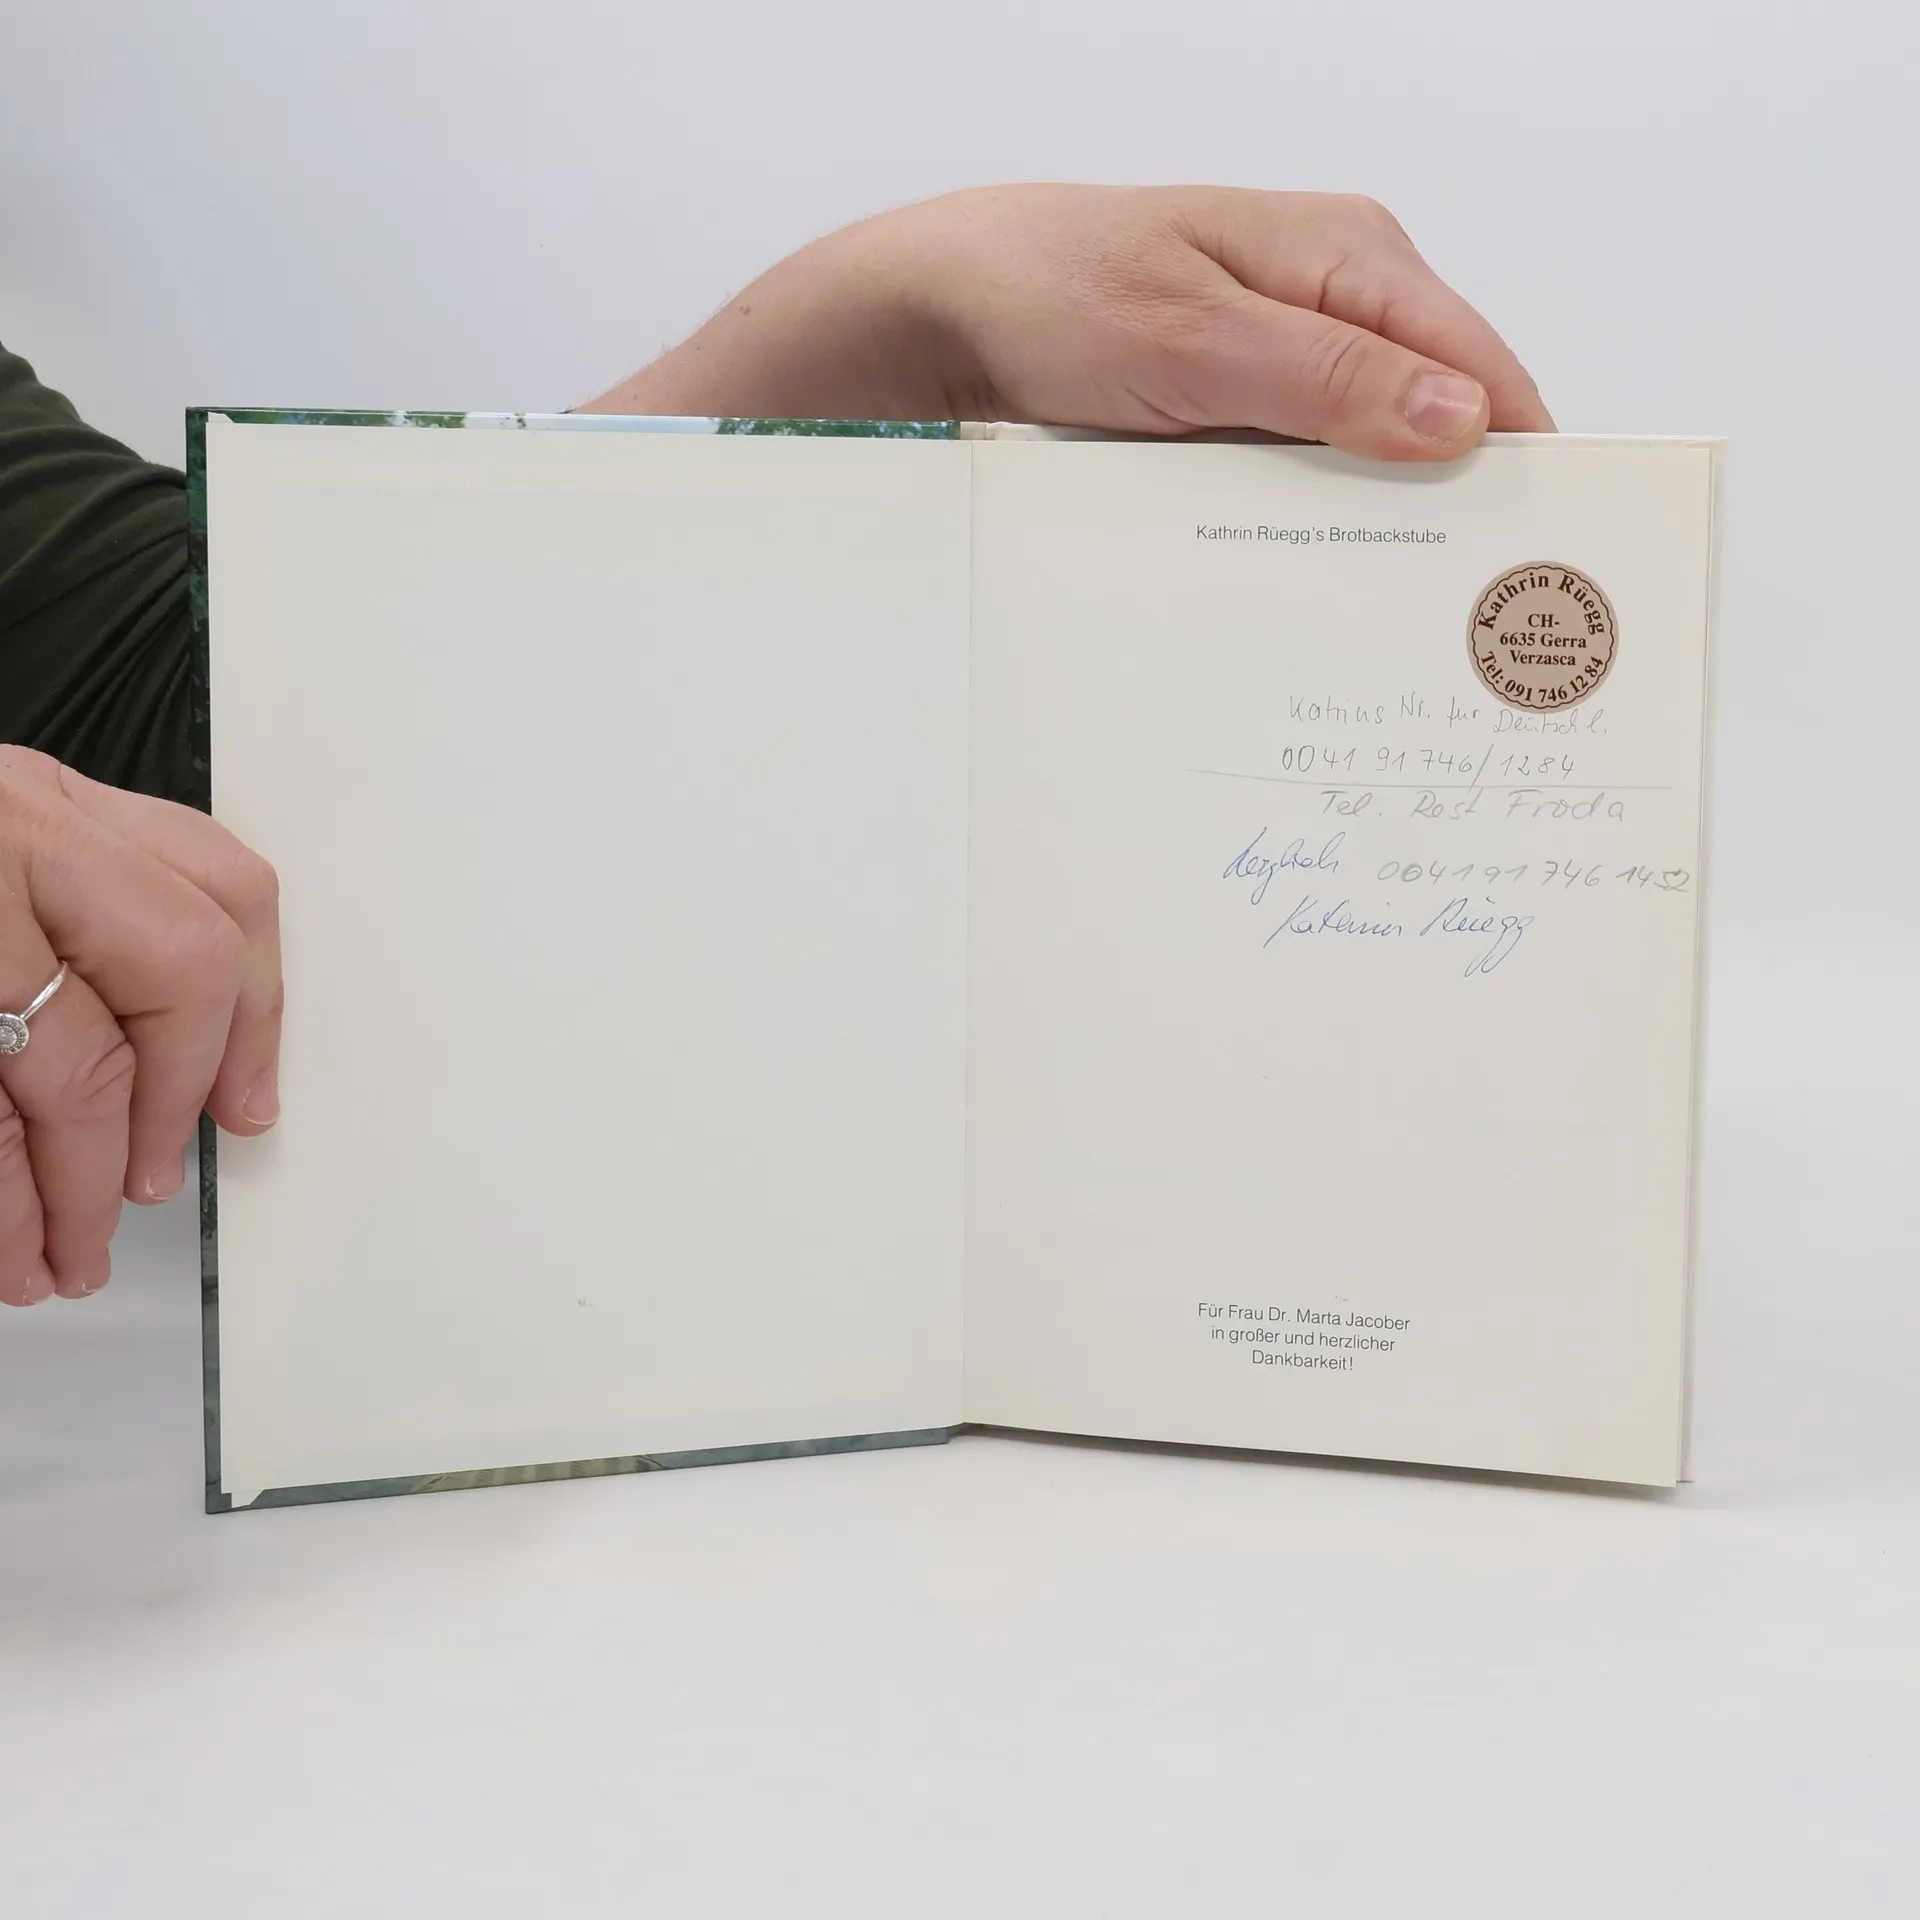 Kathrin Rüegg's Brotbackstube
Kathrin Rüegg
CH-
6635 Gerra
Verzasca
Tel: 091 746 12 84
Katrins Nr. für Deutschl.
0041 91 746/1284
Tel. Rest Froda
herzlich 0041 91 746 1452
Kathrin Rüegg
Für Frau Dr. Marta Jacober
in großer und herzlicher
Dankbarkeit!